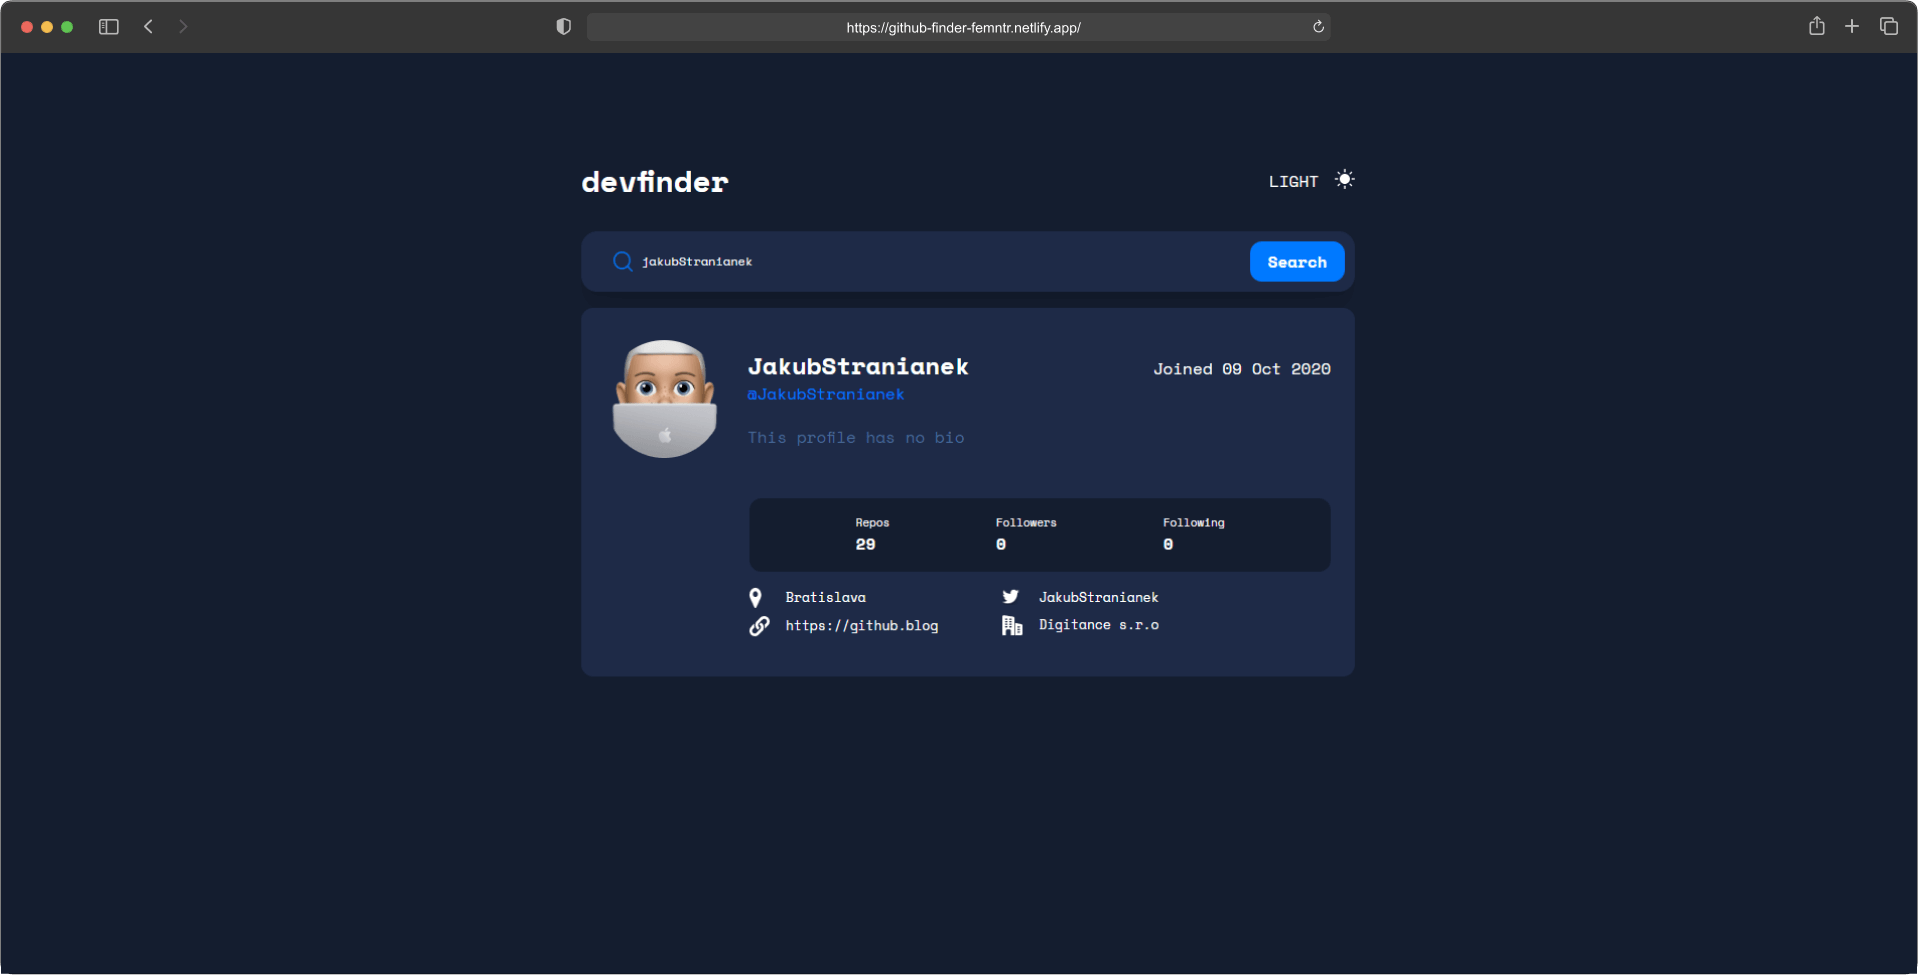 https://github-finder-femntr.netlify.app/
devfinder
LIGHT
jakubStranianek
Search
JakubStranianek
Joined 09 Oct 2020
@JakubStranianek
This profile has no bio
Repos Followers Following
29 0 0
Bratislava JakubStranianek
https://github.blog Digitance s.r.o